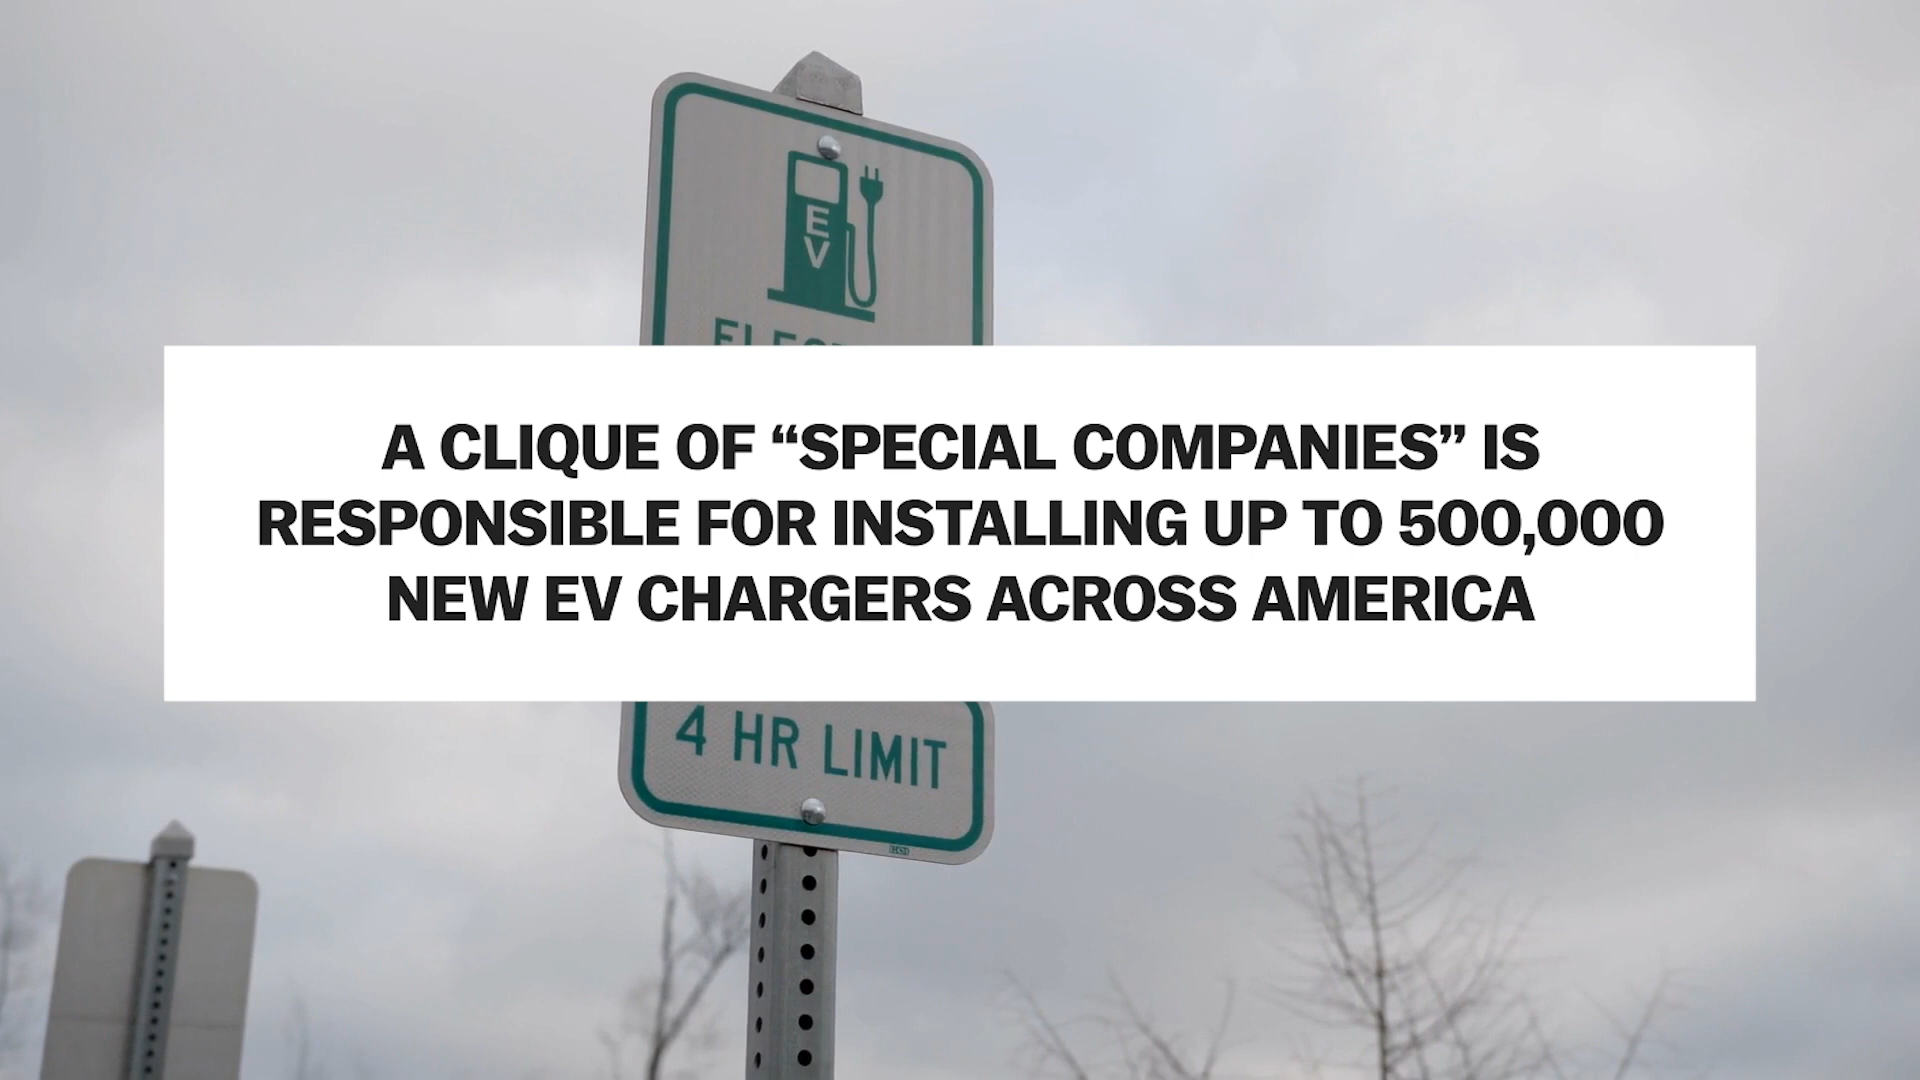 E
V
A CLIQUE OF “SPECIAL COMPANIES” IS
RESPONSIBLE FOR INSTALLING UP TO 500,000
NEW EV CHARGERS ACROSS AMERICA
4 HR LIMIT